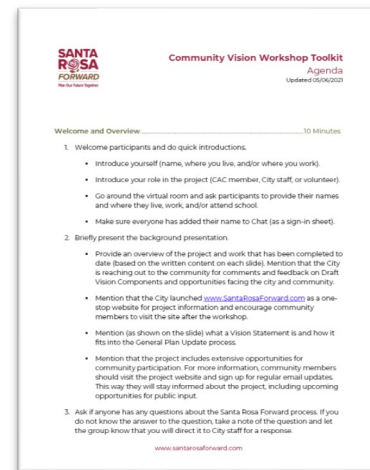 SANTA
ROSA
FORWARD
Plan Our Future Together
Community Vision Workshop Toolkit
Agenda
Updated 05/06/2021
Welcome and Overview 10 Minutes
1. Welcome participants and do quick introductions.
• Introduce yourself (name, where you live, and/or where you work).
• Introduce your role in the project (CAC member, City staff, or volunteer).
• Go around the virtual room and ask participants to provide their names
and where they live, work, and/or attend school.
• Make sure everyone has added their name to Chat (as a sign-in sheet).
2. Briefly present the background presentation.
• Provide an overview of the project and work that has been completed to
date (based on the written content on each slide). Mention that the City
is reaching out to the community for comments and feedback on Draft
Vision Components and opportunities facing the city and community.
• Mention that the City launched www.SantaRosaForward.com as a one-
stop website for project information and encourage community
members to visit the site after the workshop.
• Mention (as shown on the slide) what a Vision Statement is and how it
fits into the General Plan Update process.
• Mention that the project includes extensive opportunities for
community participation. For more information, community members
should visit the project website and sign up for regular email updates.
This way they will stay informed about the project, including upcoming
opportunities for public input.
3. Ask if anyone has any questions about the Santa Rosa Forward process. If you
do not know the answer to the question, take a note of the question and let
the group know that you will direct it to City staff for a response.
www.santarosaforward.com